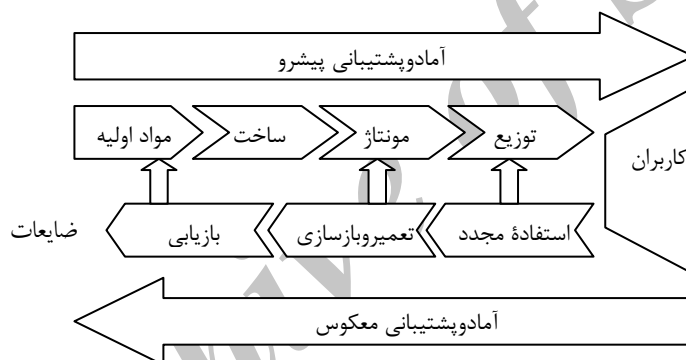 آمادوپشتیبانی پیشرو
مواد اولیه
ساخت
مونتاژ
توزیع
کاربران
ضایعات
بازیابی
تعمیروبازسازی
استفادهٔ مجدد
آمادوپشتیبانی معکوس